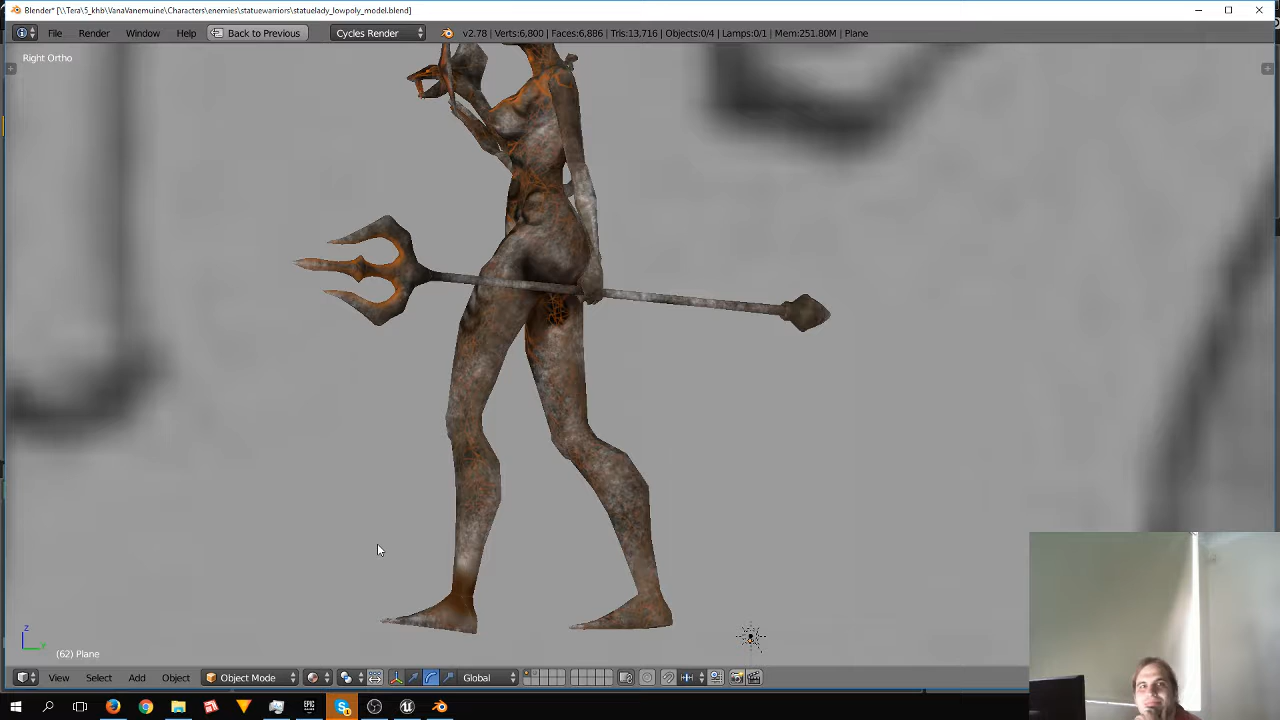 Blender* [\\Tera\5_khb\VanaVanemuine\Characters\enemies\statuewarriors\statuelady_lowpoly_model.blend]
File Render Window Help Back to Previous Cycles Render v2.78 | Verts:6,800 | Faces:6,886 | Tris:13,716 | Objects:0/4 | Lamps:0/1 | Mem:251.80M | Plane
Right Ortho
z
y
(62) Plane
View Select Add Object Object Mode Global